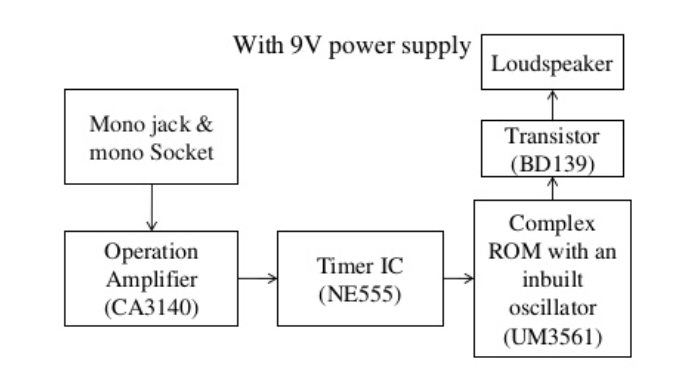 With 9V power supply
Loudspeaker
Mono jack &
mono Socket
Transistor
(BD139)
Operation
Amplifier
(CA3140)
Timer IC
(NE555)
Complex
ROM with an
inbuilt
oscillator
(UM3561)